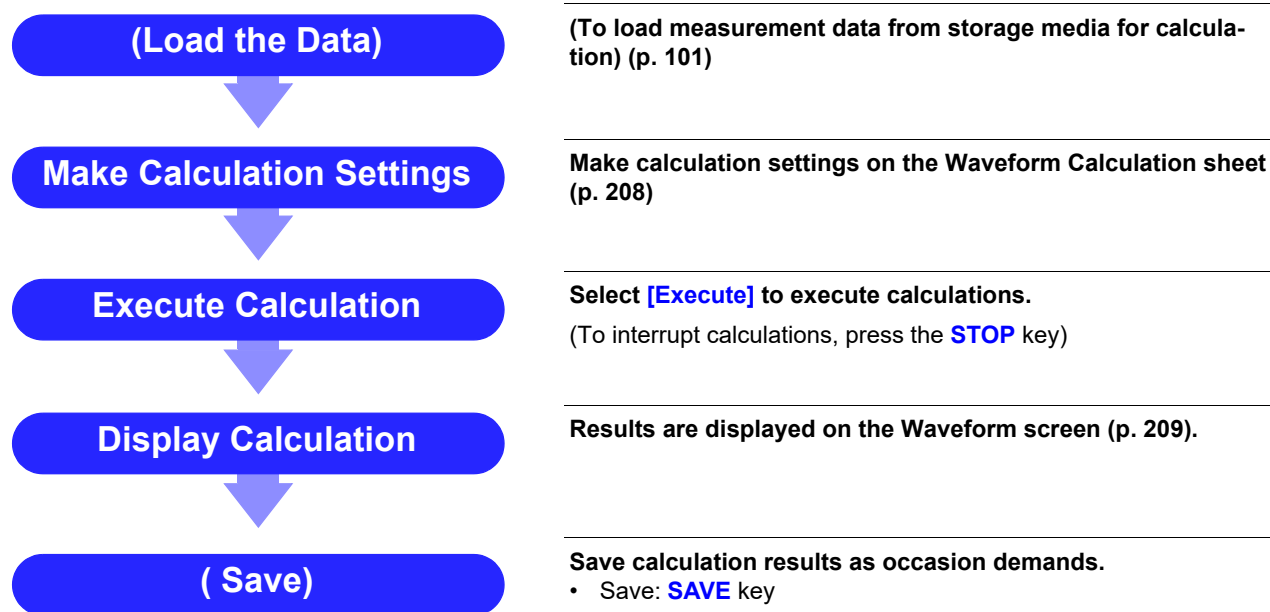 (Load the Data)
(To load measurement data from storage media for calcula-
tion) (p. 101)
Make Calculation Settings
Make calculation settings on the Waveform Calculation sheet
(p. 208)
Execute Calculation
Select [Execute] to execute calculations.
(To interrupt calculations, press the STOP key)
Display Calculation
Results are displayed on the Waveform screen (p. 209).
( Save)
Save calculation results as occasion demands.
• Save: SAVE key